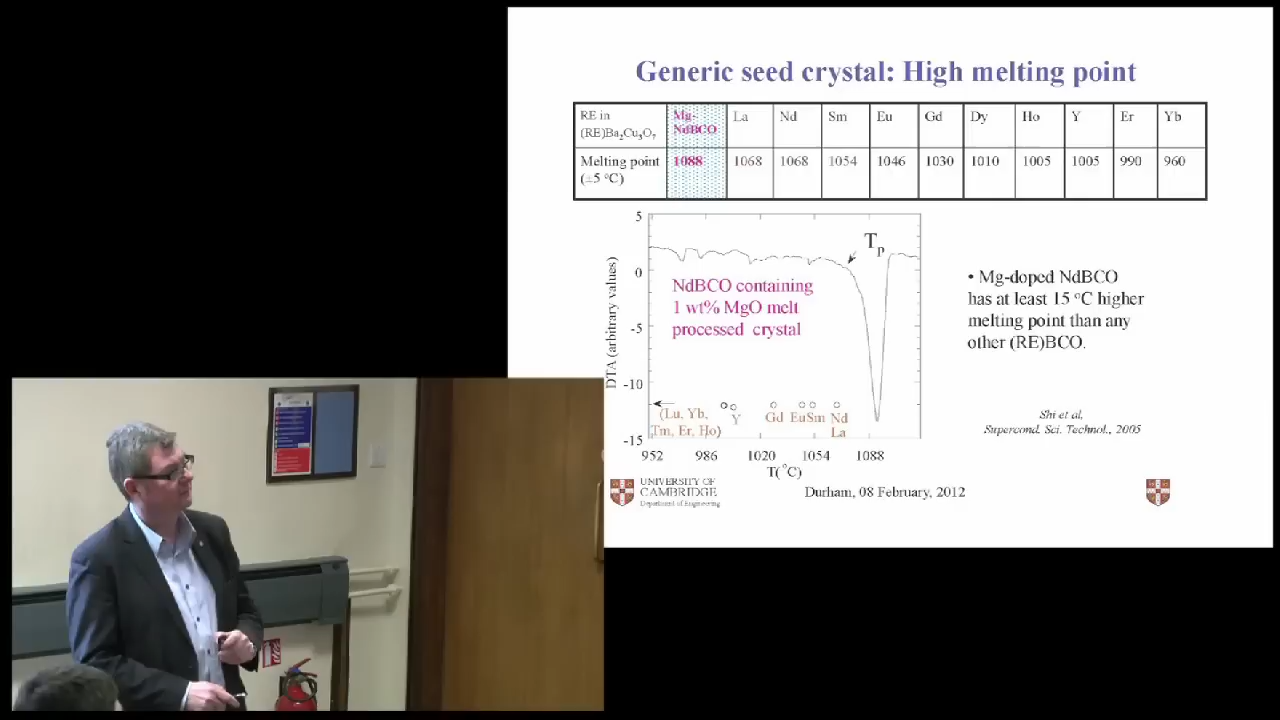 Generic seed crystal: High melting point
RE in Mg- La Nd Sm Eu Gd Dy Ho Y Er Yb
(RE)Ba₂Cu₃O₇ NdBCO
Melting point 1088 1068 1068 1054 1046 1030 1010 1005 1005 990 960
(±5 °C)
5
0
-5
-10
-15
DTA (arbitrary values)
Tp
NdBCO containing
1 wt% MgO melt
processed crystal
(Lu, Yb,
Tm, Er, Ho)
Y
Gd EuSm Nd
La
952 986 1020 1054 1088
T(°C)
• Mg-doped NdBCO
has at least 15 °C higher
melting point than any
other (RE)BCO.
Shi et al,
Supercond. Sci. Technol., 2005
UNIVERSITY OF
CAMBRIDGE
Department of Engineering
Durham, 08 February, 2012